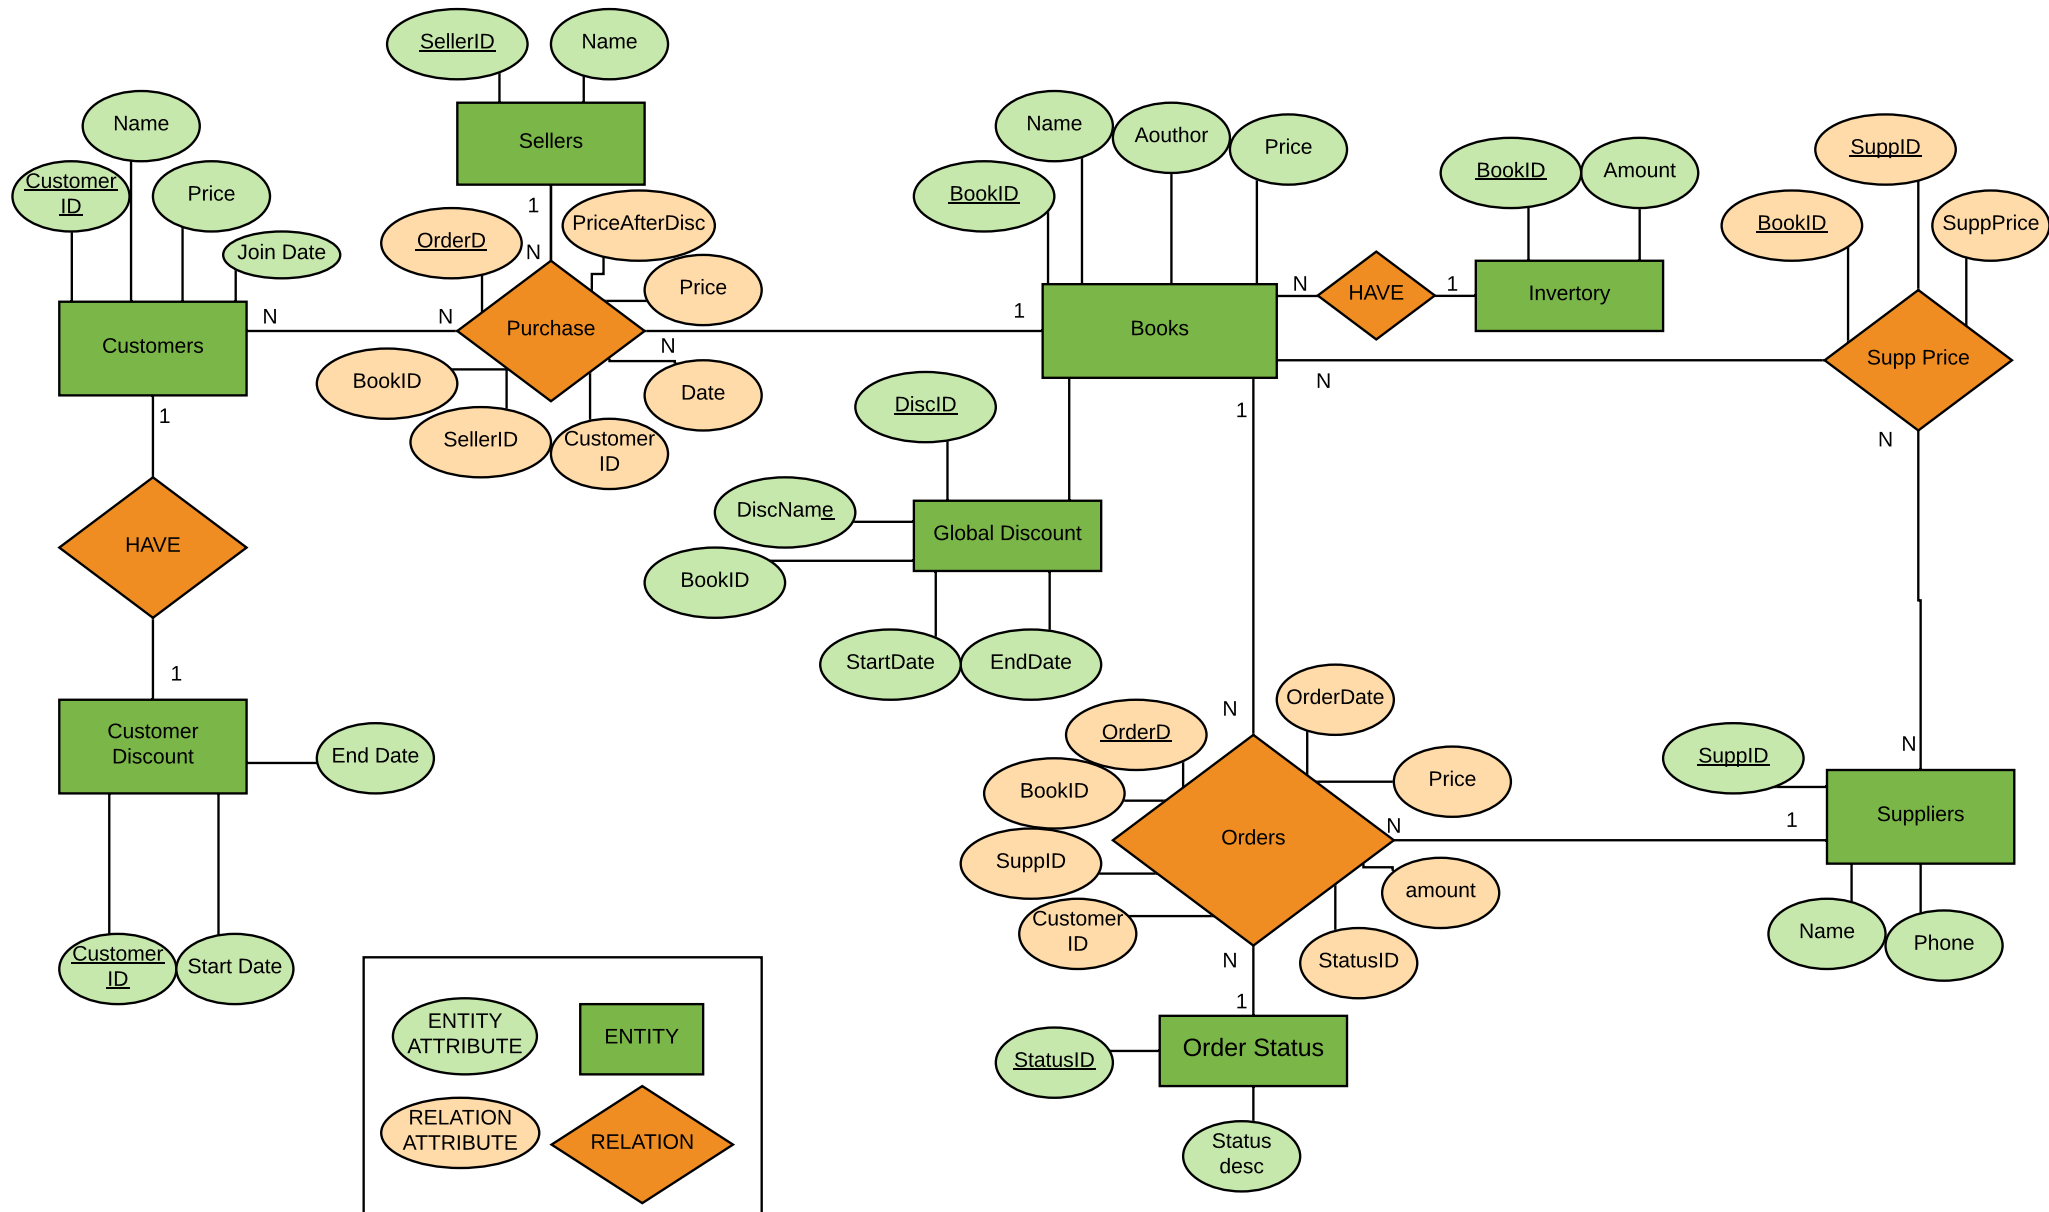 SellerID
Name
Sellers
Name
Customer
ID
Price
Join Date
Customers
1
N
OrderD
PriceAfterDisc
Price
N
N
Purchase
N
BookID
SellerID
Customer
ID
Date
1
HAVE
1
Customer
Discount
End Date
Customer
ID
Start Date
Name
Aouthor
Price
BookID
1
Books
N
HAVE
1
BookID
Amount
Invertory
SuppID
BookID
SuppPrice
Supp Price
N
N
1
DiscID
DiscName
Global Discount
BookID
StartDate
EndDate
N
OrderDate
OrderD
Price
BookID
Orders
N
1
SuppID
amount
Customer
ID
StatusID
N
1
StatusID
Order Status
Status
desc
N
SuppID
Suppliers
Name
Phone
ENTITY
ATTRIBUTE
ENTITY
RELATION
ATTRIBUTE
RELATION